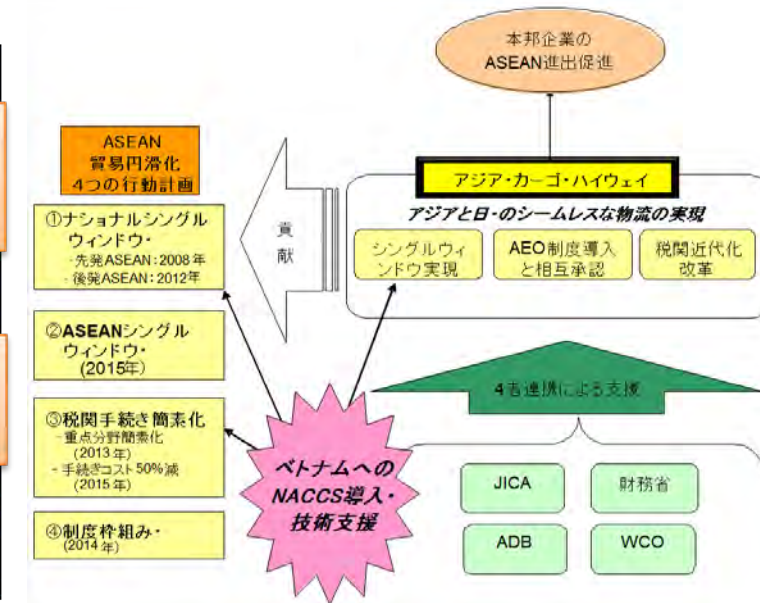 本邦企業の
ASEAN進出促進
ASEAN
貿易円滑化
4つの行動計画
アジア・カーゴ・ハイウェイ
アジアと日・のシームレスな物流の実現
①ナショナルシングル
ウィンドウ・
-先発ASEAN：2008年
-後発ASEAN：2012年
貢
献
シングルウィ
ンドウ実現
AEO制度導入
と相互承認
税関近代化
改革
②ASEANシングル
ウィンドウ・
(2015年)
4者連携による支援
③税関手続き簡素化
-重点分野簡素化
(2013年)
-手続きコスト50%減
(2015年)
ベトナムへの
NACCS導入・
技術支援
JICA
財務省
④制度枠組み・
(2014年)
ADB
WCO